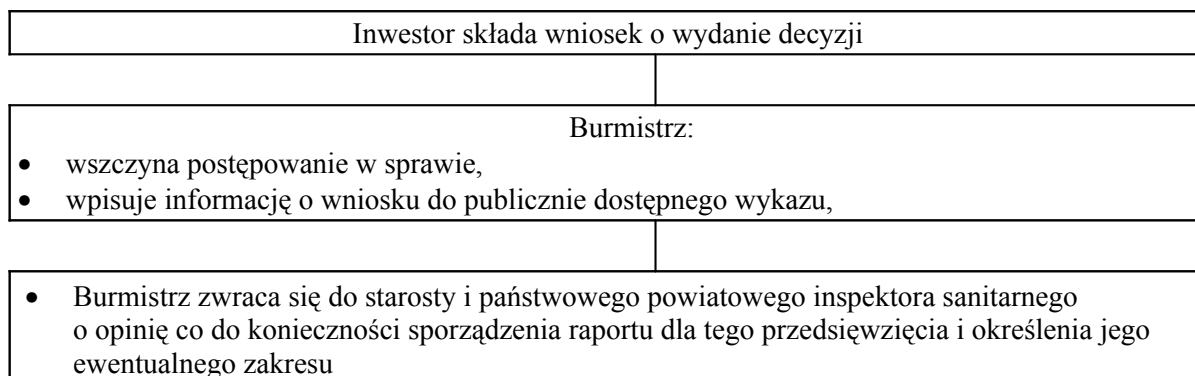 Inwestor składa wniosek o wydanie decyzji
Burmistrz:
• wszczyna postępowanie w sprawie,
• wpisuje informację o wniosku do publicznie dostępnego wykazu,
• Burmistrz zwraca się do starosty i państwowego powiatowego inspektora sanitarnego
o opinię co do konieczności sporządzenia raportu dla tego przedsięwzięcia i określenia jego
ewentualnego zakresu